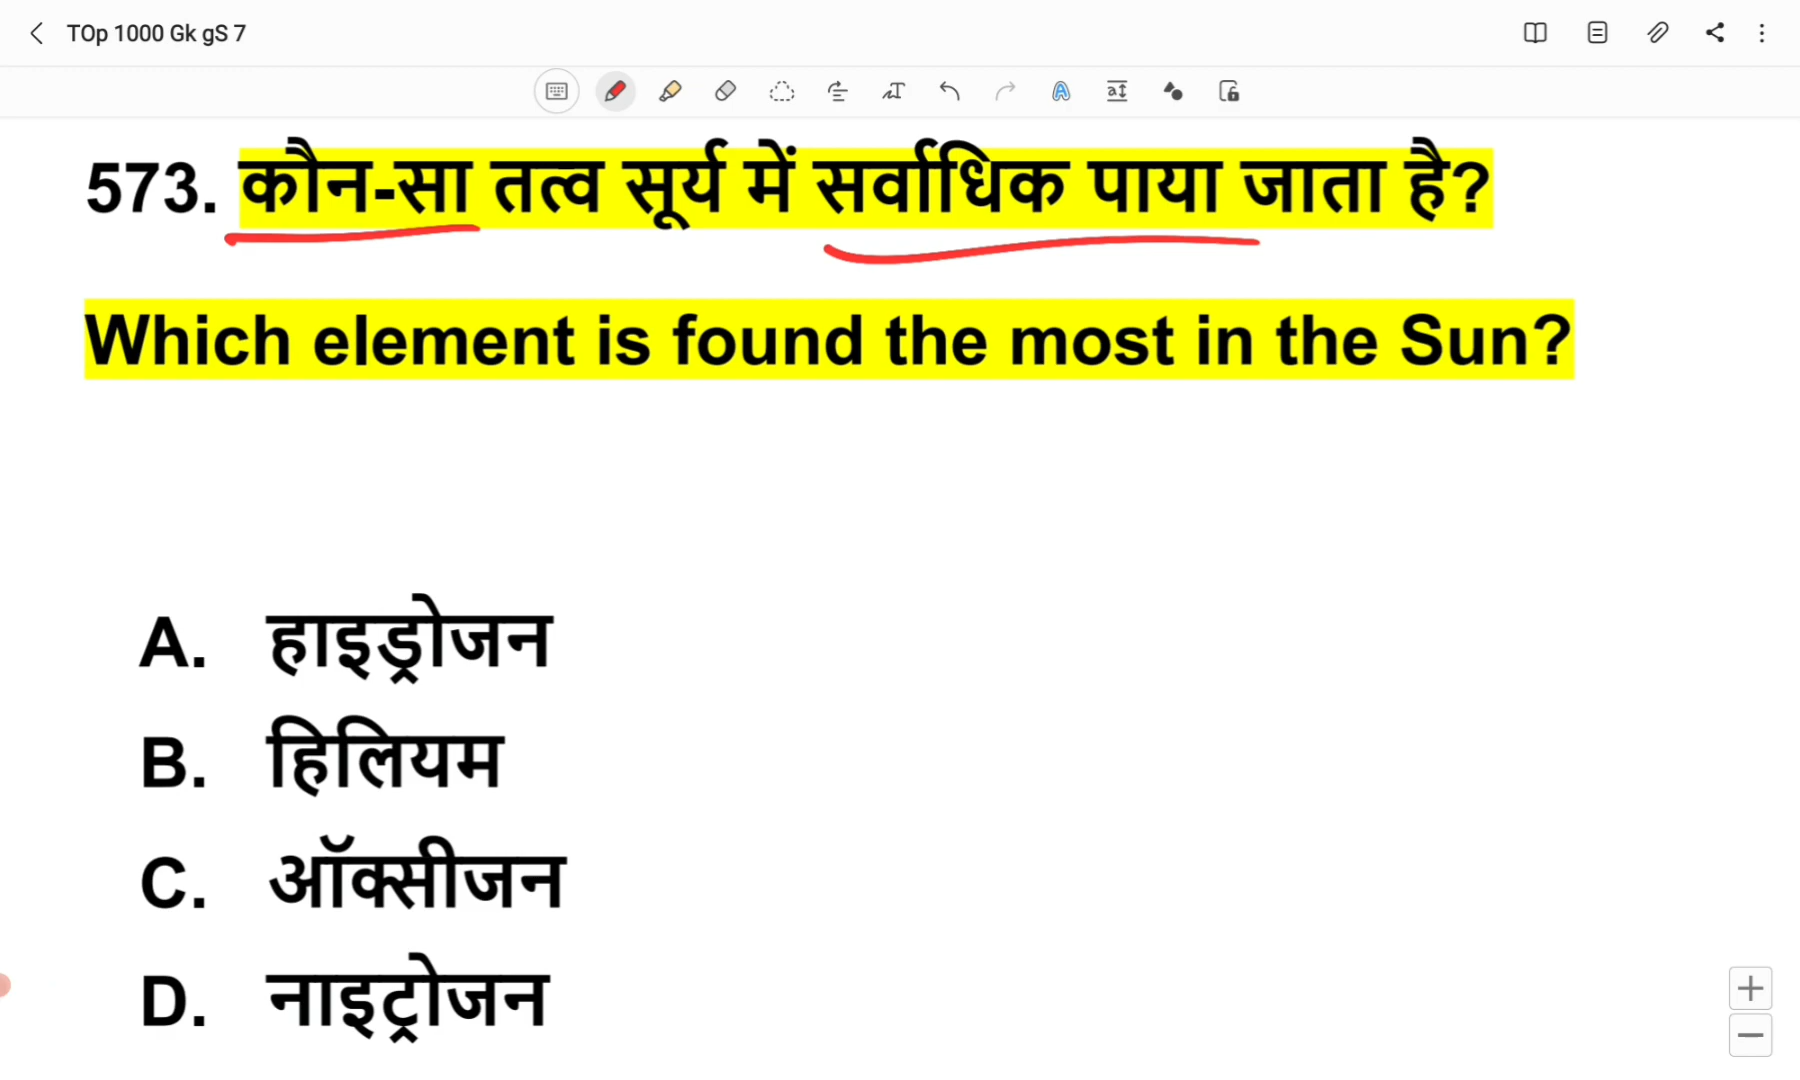 TOp 1000 Gk gS 7
573. कौन-सा तत्व सूर्य में सर्वाधिक पाया जाता है?
Which element is found the most in the Sun?
A. हाइड्रोजन
B. हिलियम
C. ऑक्सीजन
D. नाइट्रोजन